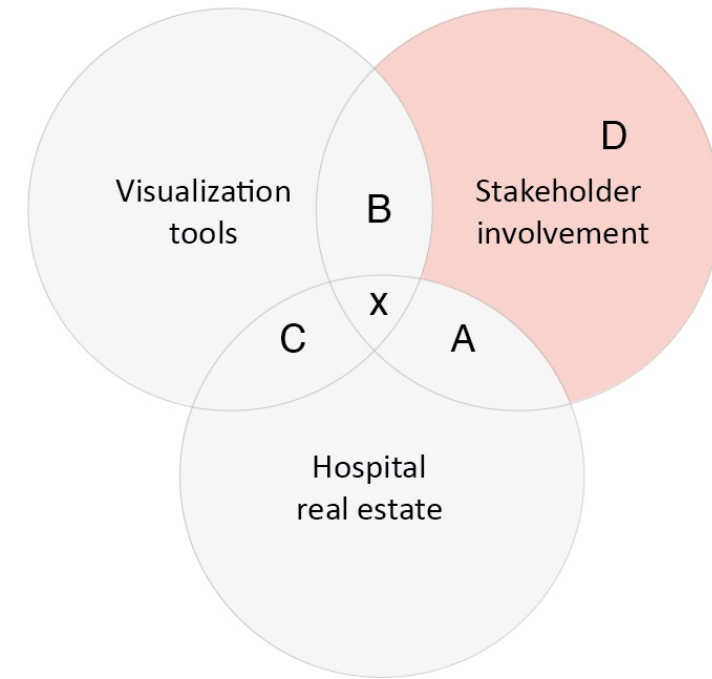 D
Visualization
tools
B
Stakeholder
involvement
x
C
A
Hospital
real estate